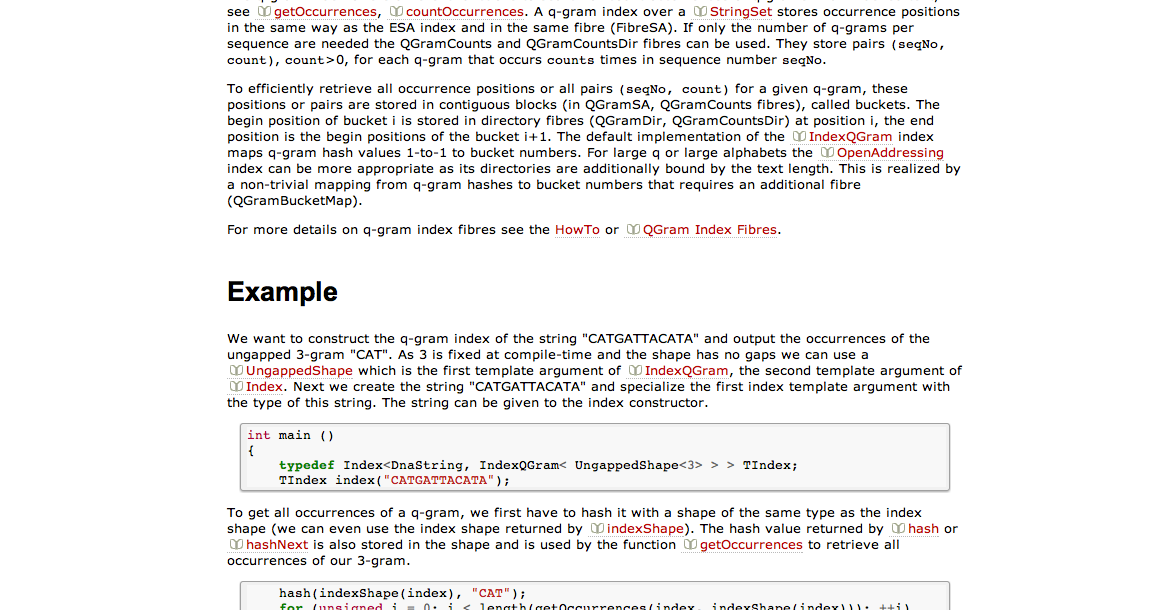 see getOccurrences, countOccurrences. A q-gram index over a StringSet stores occurrence positions
in the same way as the ESA index and in the same fibre (FibreSA). If only the number of q-grams per
sequence are needed the QGramCounts and QGramCountsDir fibres can be used. They store pairs (seqNo,
count), count>0, for each q-gram that occurs counts times in sequence number seqNo.
To efficiently retrieve all occurrence positions or all pairs (seqNo, count) for a given q-gram, these
positions or pairs are stored in contiguous blocks (in QGramSA, QGramCounts fibres), called buckets. The
begin position of bucket i is stored in directory fibres (QGramDir, QGramCountsDir) at position i, the end
position is the begin positions of the bucket i+1. The default implementation of the IndexQGram index
maps q-gram hash values 1-to-1 to bucket numbers. For large q or large alphabets the OpenAddressing
index can be more appropriate as its directories are additionally bound by the text length. This is realized by
a non-trivial mapping from q-gram hashes to bucket numbers that requires an additional fibre
(QGramBucketMap).
For more details on q-gram index fibres see the HowTo or QGram Index Fibres.
Example
We want to construct the q-gram index of the string "CATGATTACATA" and output the occurrences of the
ungapped 3-gram "CAT". As 3 is fixed at compile-time and the shape has no gaps we can use a
UngappedShape which is the first template argument of IndexQGram, the second template argument of
Index. Next we create the string "CATGATTACATA" and specialize the first index template argument with
the type of this string. The string can be given to the index constructor.
int main ()
{
    typedef Index<DnaString, IndexQGram< UngappedShape<3> > > TIndex;
    TIndex index("CATGATTACATA");
To get all occurrences of a q-gram, we first have to hash it with a shape of the same type as the index
shape (we can even use the index shape returned by indexShape). The hash value returned by hash or
hashNext is also stored in the shape and is used by the function getOccurrences to retrieve all
occurrences of our 3-gram.
    hash(indexShape(index), "CAT");
    for (unsigned i = 0; i < length(getOccurrences(index, indexShape(index))); ++i)